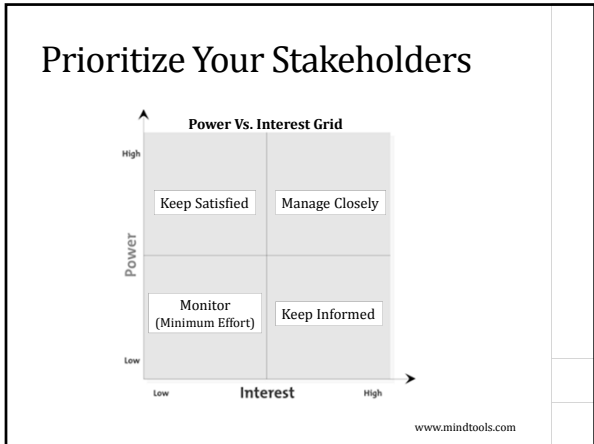 Prioritize Your Stakeholders
Power Vs. Interest Grid
High
Keep Satisfied
Manage Closely
Power
Monitor
(Minimum Effort)
Keep Informed
Low
Low
Interest
High
www.mindtools.com